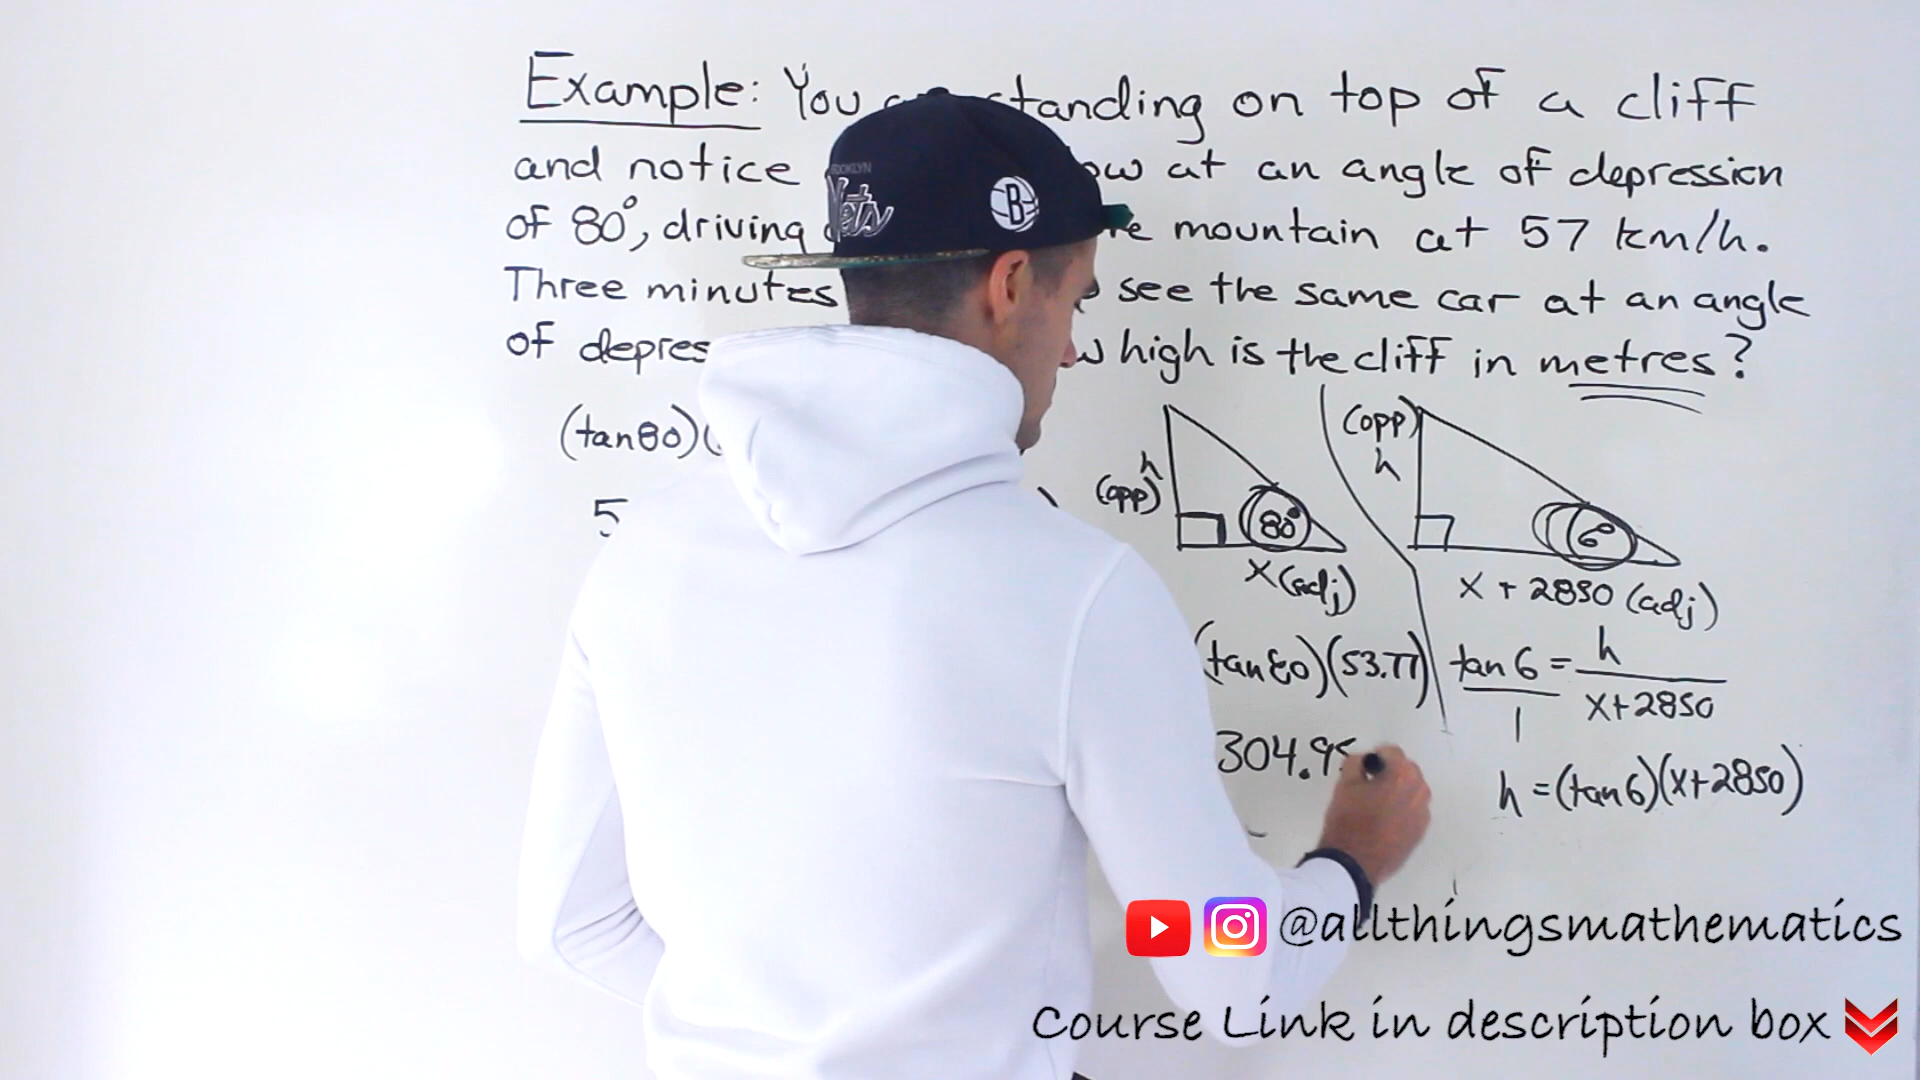 Example: You standing on top of a cliff
and notice at an angle of depression
of 80°, driving mountain at 57 km/h.
Three minutes see the same car at an angle
of high is the cliff in metres?
(tan80)
5
BROOKLYN
Nets
B
h
(opp)
80°
x (adj)
(tan80)(53.77)
304.9
(opp)
h
6°
x + 2850 (adj)
tan 6 = h
1 x+2850
h = (tan6)(x+2850)
@allthingsmathematics
Course Link in description box